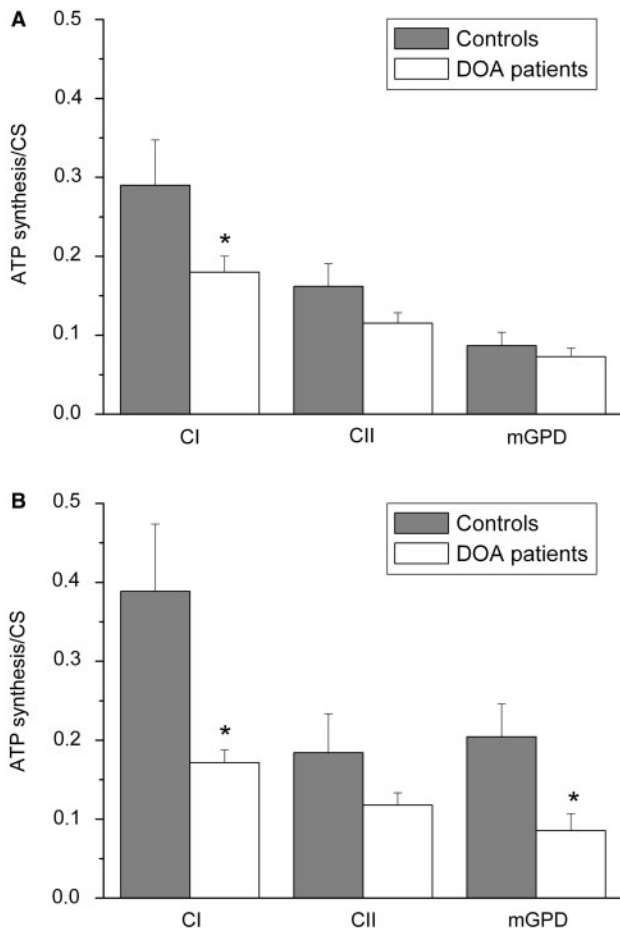 A
0.5
0.4
0.3
0.2
0.1
0.0
ATP synthesis/CS
Controls
DOA patients
*
CI CII mGPD
B
0.5
0.4
0.3
0.2
0.1
0.0
ATP synthesis/CS
Controls
DOA patients
*
*
CI CII mGPD